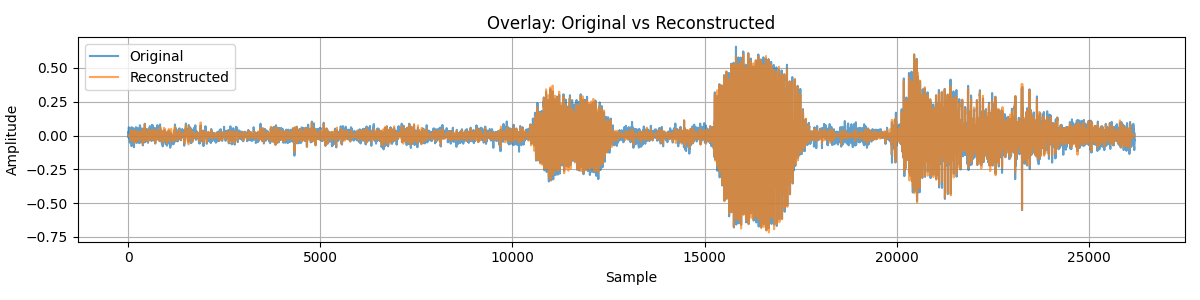 Overlay: Original vs Reconstructed
Original
Reconstructed
Amplitude
0.50
0.25
0.00
−0.25
−0.50
−0.75
0 5000 10000 15000 20000 25000
Sample